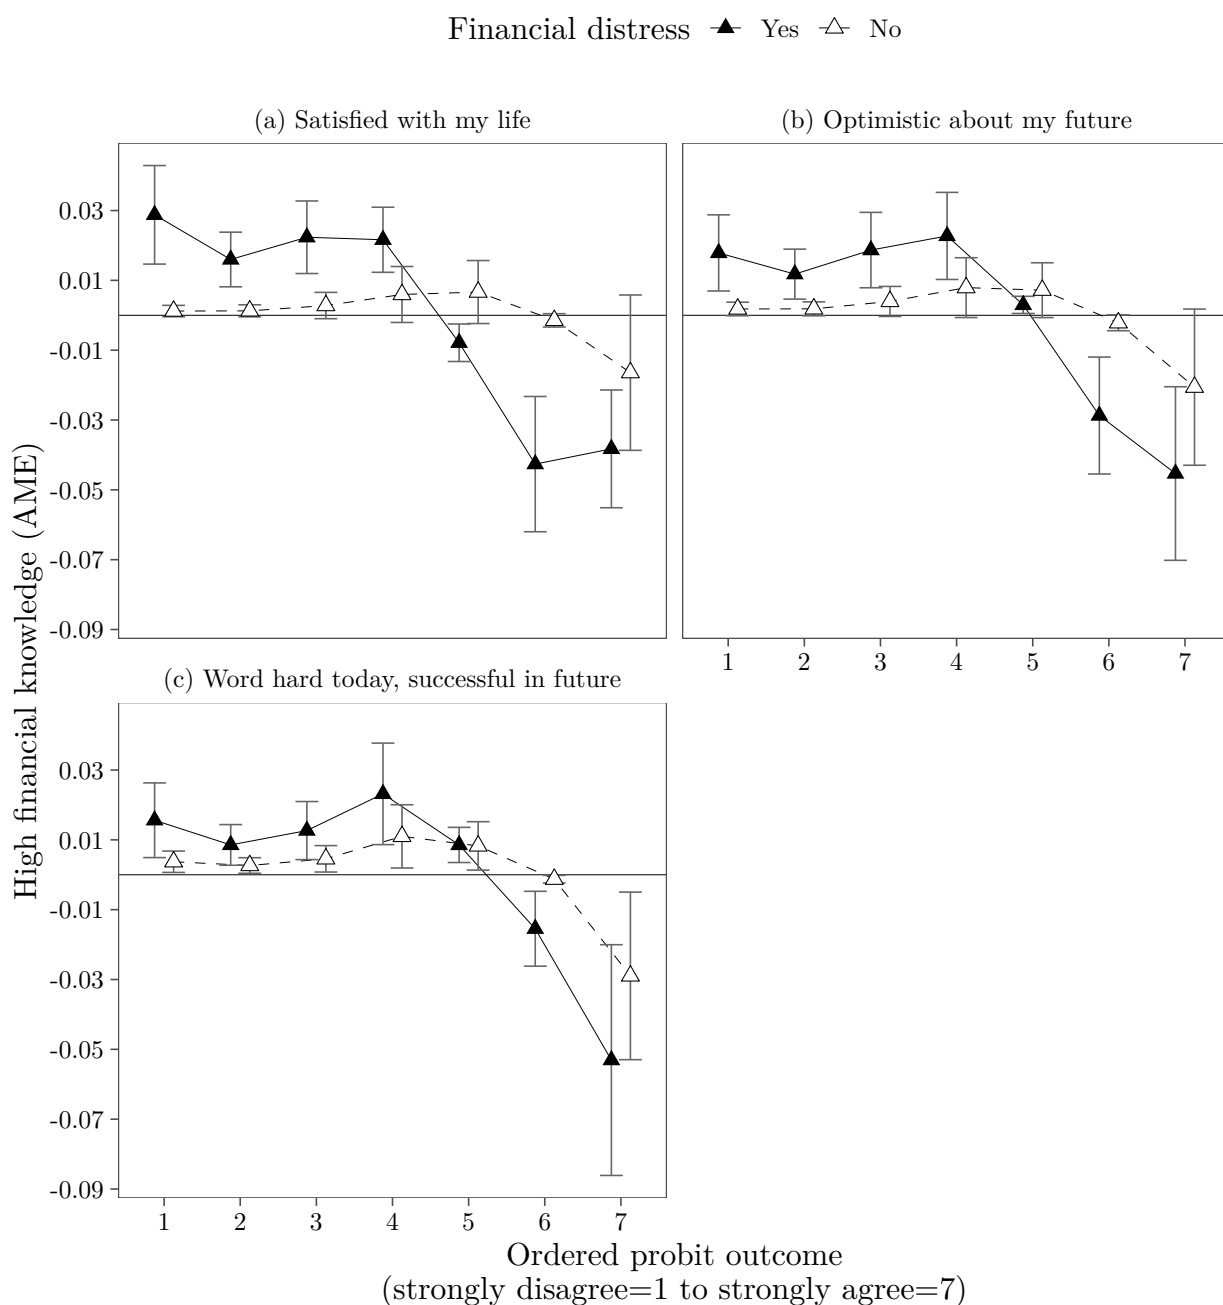 Financial distress Yes No
(a) Satisfied with my life
(b) Optimistic about my future
0.03
0.01
-0.01
-0.03
-0.05
-0.07
-0.09
1 2 3 4 5 6 7
(c) Word hard today, successful in future
High financial knowledge (AME)
0.03
0.01
-0.01
-0.03
-0.05
-0.07
-0.09
1 2 3 4 5 6 7
Ordered probit outcome
(strongly disagree=1 to strongly agree=7)